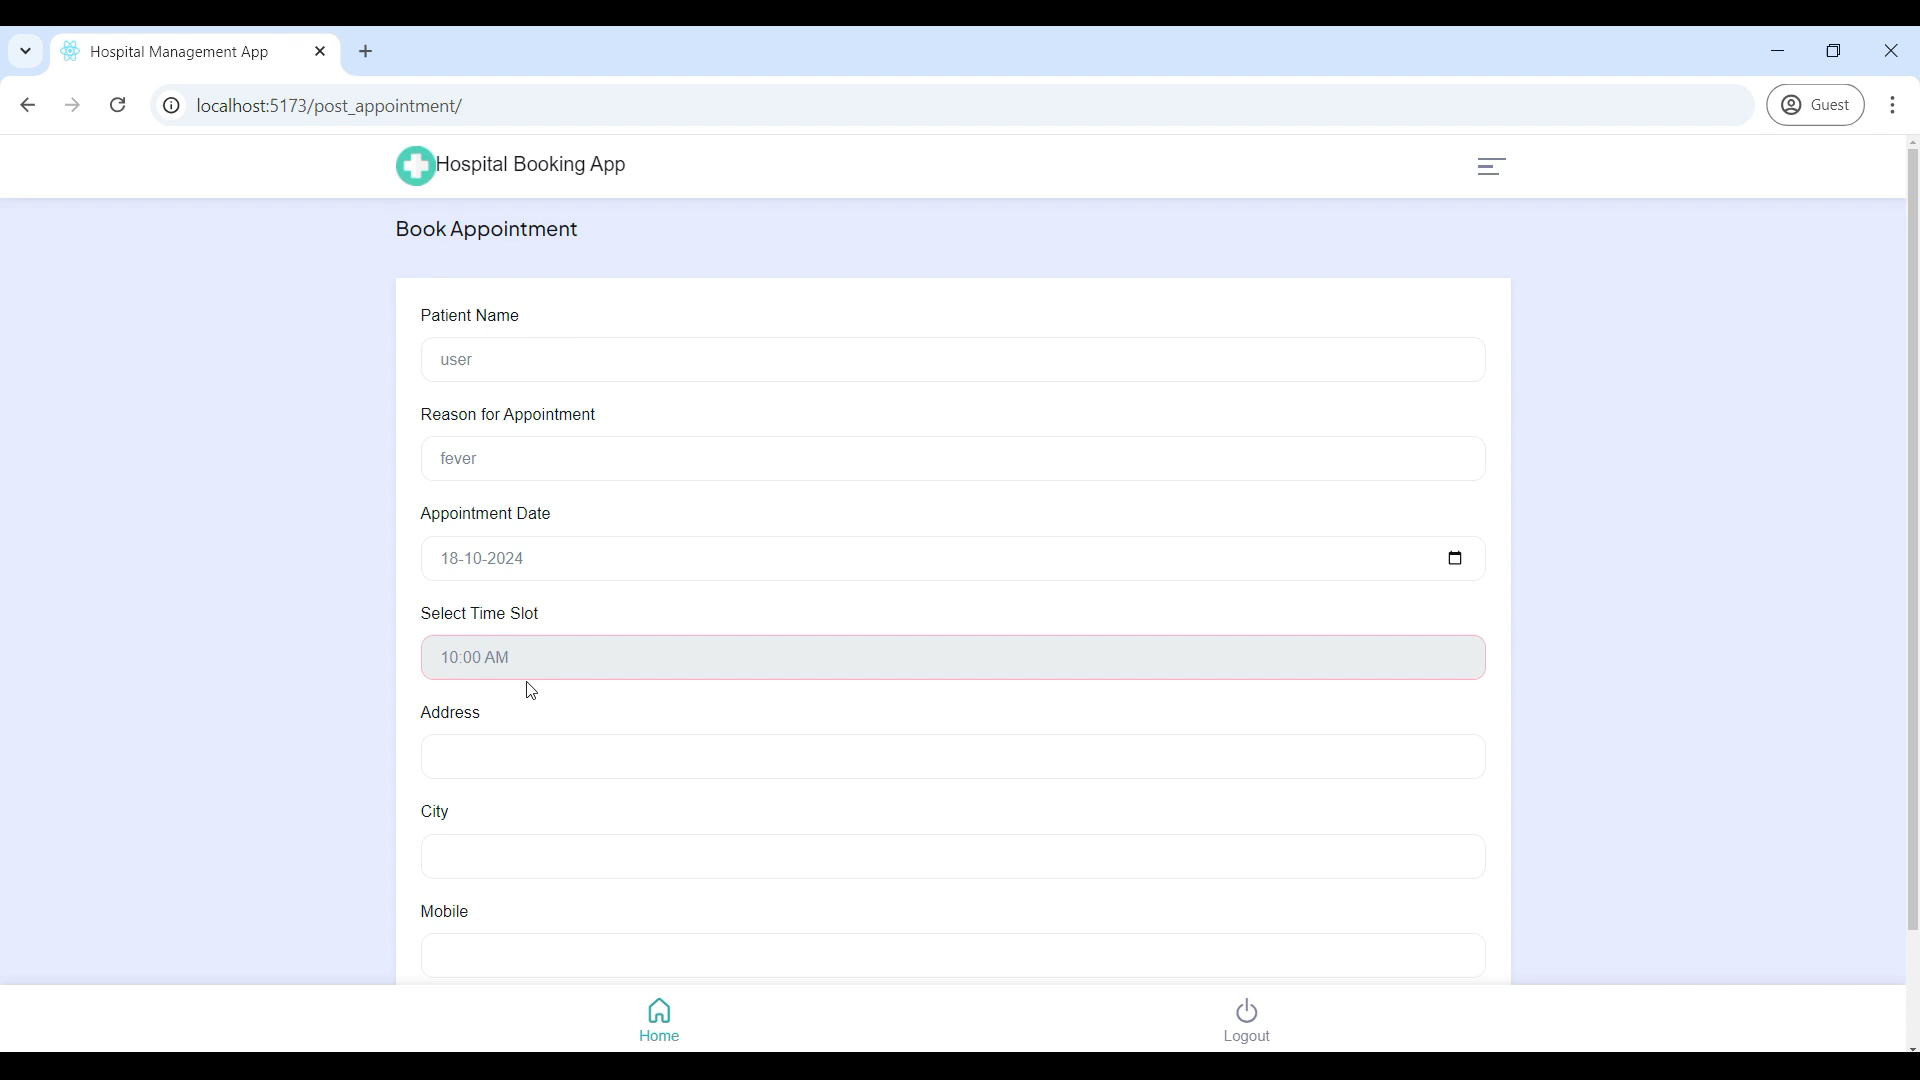 Hospital Management App
localhost:5173/post_appointment/
Guest
Hospital Booking App
Book Appointment
Patient Name
user
Reason for Appointment
fever
Appointment Date
18-10-2024
Select Time Slot
10:00 AM
Address
City
Mobile
Home
Logout